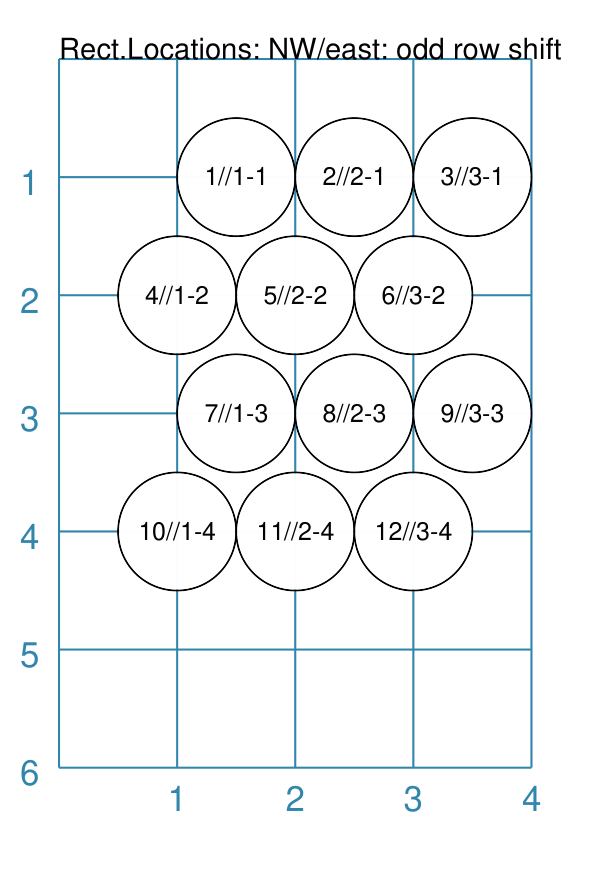 Rect.Locations: NW/east: odd row shift
1 1//1-1 2//2-1 3//3-1
2 4//1-2 5//2-2 6//3-2
3 7//1-3 8//2-3 9//3-3
4 10//1-4 11//2-4 12//3-4
5
6
1 2 3 4